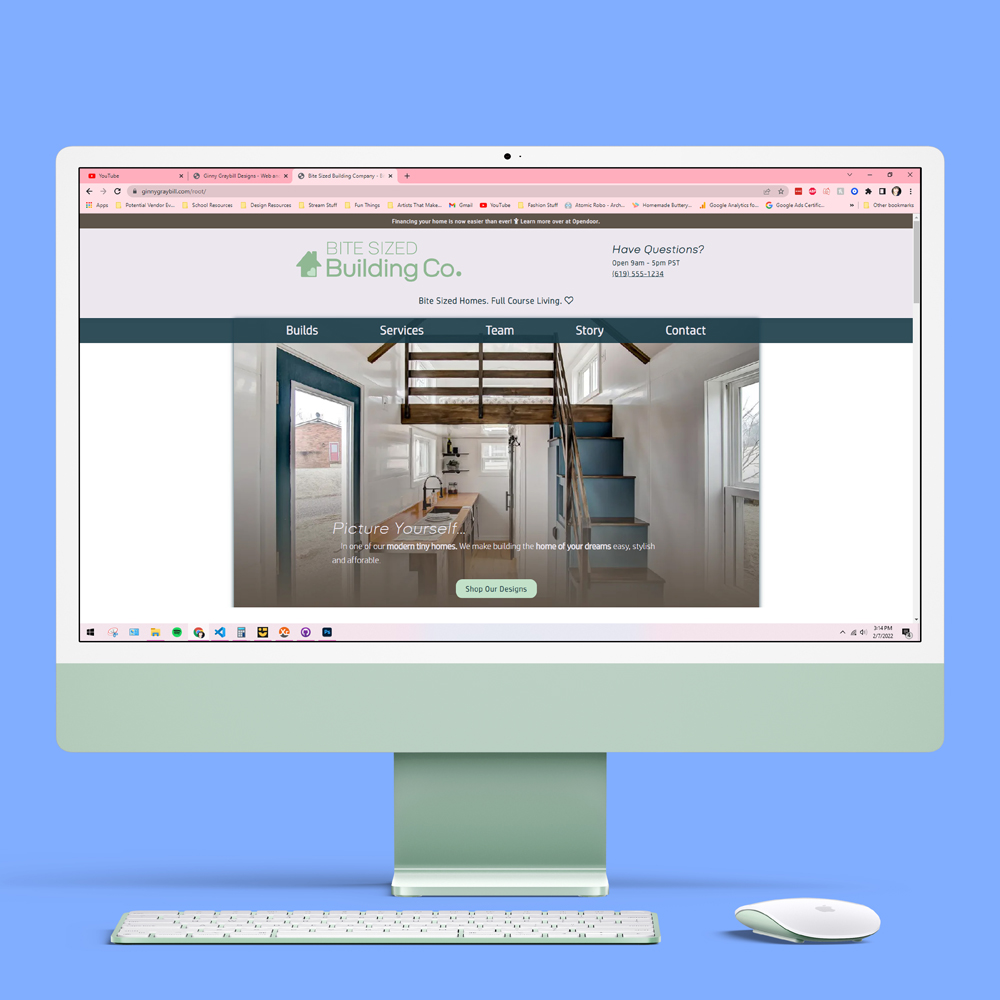 YouTube
Ginny Graybill Designs - Web an
Bite Sized Building Company - B
ginnygraybill.com/root/
Apps Potential Vendor Ev... School Resources Design Resources Stream Stuff Fun Things Artists That Make... Gmail YouTube Fashion Stuff Atomic Robo - Arch... Homemade Buttery... Google Analytics fo... Google Ads Certific... » Other bookmarks
Financing your home is now easier than ever! Learn more over at Opendoor.
BITE SIZED
Building Co.
Have Questions?
Open 9am - 5pm PST
(619) 555-1234
Bite Sized Homes. Full Course Living.
Builds Services Team Story Contact
Picture Yourself...
...In one of our modern tiny homes. We make building the home of your dreams easy, stylish
and afforable.
Shop Our Designs
Ps
3:14 PM
2/7/2022